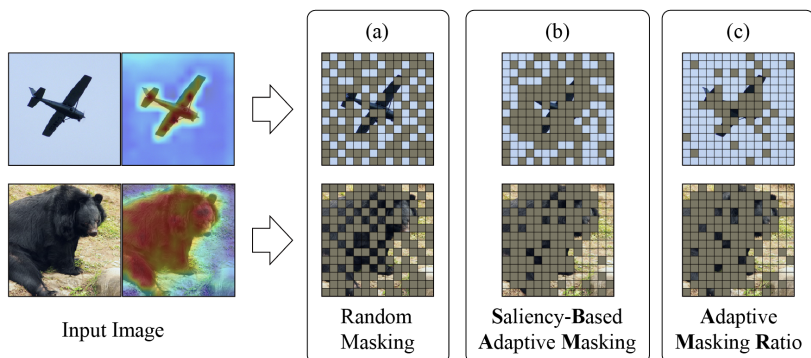 (a)
(b)
(c)
Input Image
Random
Masking
Saliency-Based
Adaptive Masking
Adaptive
Masking Ratio